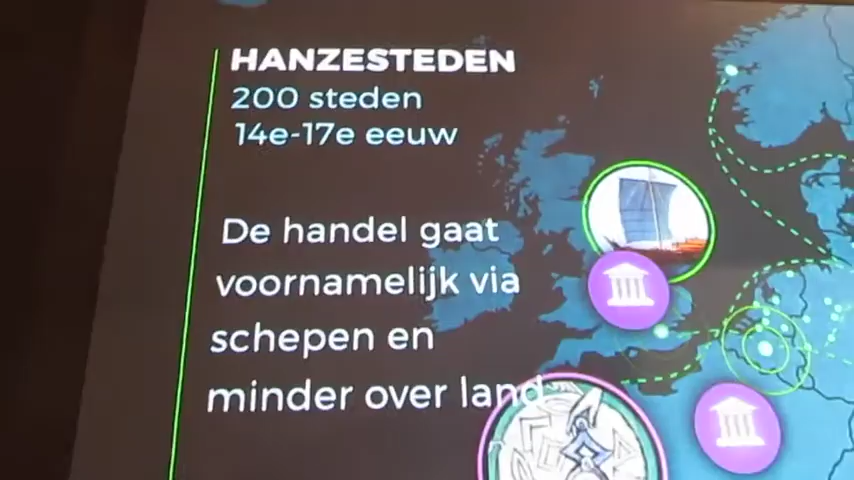 HANZESTEDEN
200 steden
14e-17e eeuw
De handel gaat
voornamelijk via
schepen en
minder over land